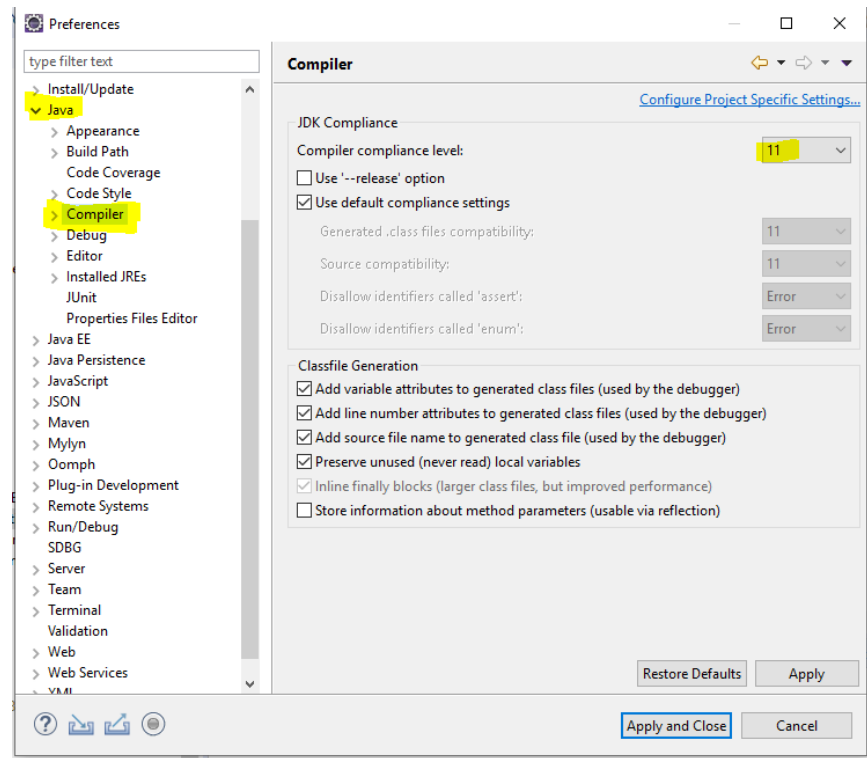 Preferences
type filter text
Compiler
Install/Update
Java
Appearance
Build Path
Code Coverage
Code Style
Compiler
Debug
Editor
Installed JREs
JUnit
Properties Files Editor
Java EE
Java Persistence
JavaScript
JSON
Maven
Mylyn
Oomph
Plug-in Development
Remote Systems
Run/Debug
SDBG
Server
Team
Terminal
Validation
Web
Web Services
XML
Configure Project Specific Settings...
JDK Compliance
Compiler compliance level: 11
Use '--release' option
Use default compliance settings
Generated .class files compatibility: 11
Source compatibility: 11
Disallow identifiers called 'assert': Error
Disallow identifiers called 'enum': Error
Classfile Generation
Add variable attributes to generated class files (used by the debugger)
Add line number attributes to generated class files (used by the debugger)
Add source file name to generated class file (used by the debugger)
Preserve unused (never read) local variables
Inline finally blocks (larger class files, but improved performance)
Store information about method parameters (usable via reflection)
Restore Defaults Apply
Apply and Close Cancel